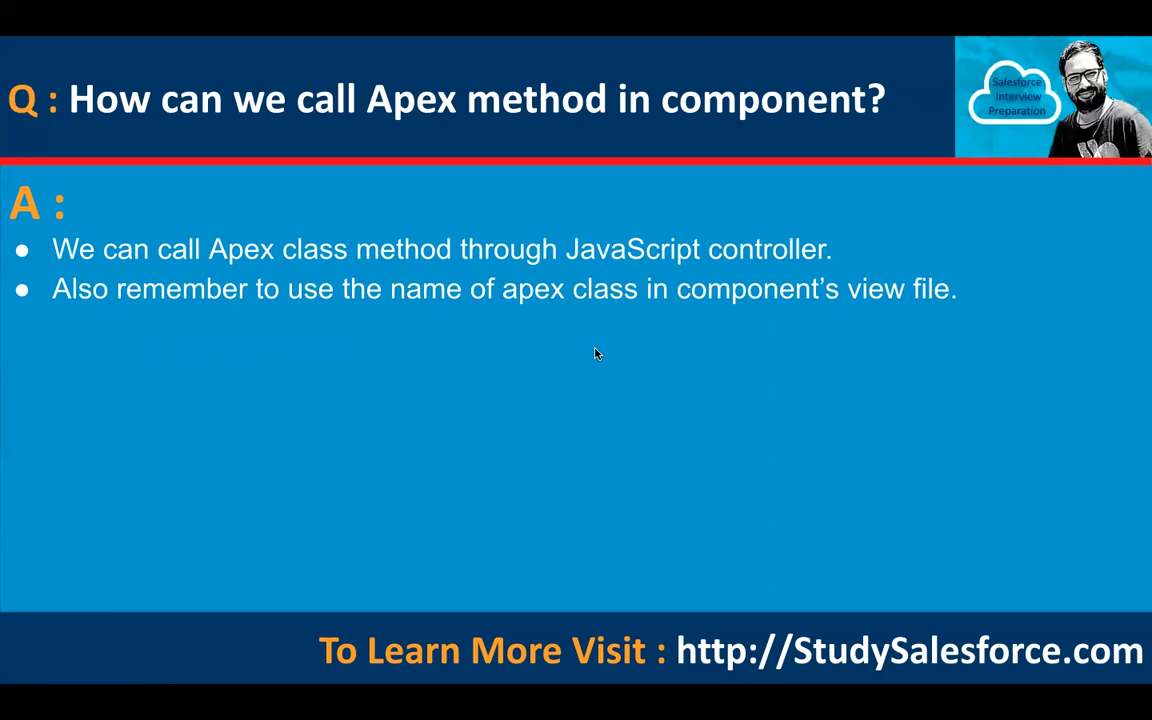 Q : How can we call Apex method in component?
Salesforce
Interview
Preparation
A :
● We can call Apex class method through JavaScript controller.
● Also remember to use the name of apex class in component’s view file.
To Learn More Visit : http://StudySalesforce.com